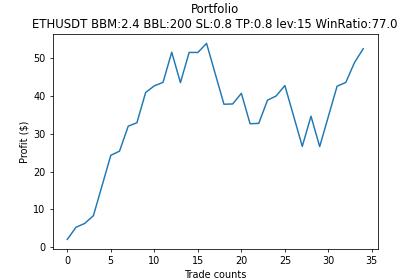 Portfolio
ETHUSDT BBM:2.4 BBL:200 SL:0.8 TP:0.8 lev:15 WinRatio:77.0
Profit ($)
50
40
30
20
10
0
0 5 10 15 20 25 30 35
Trade counts